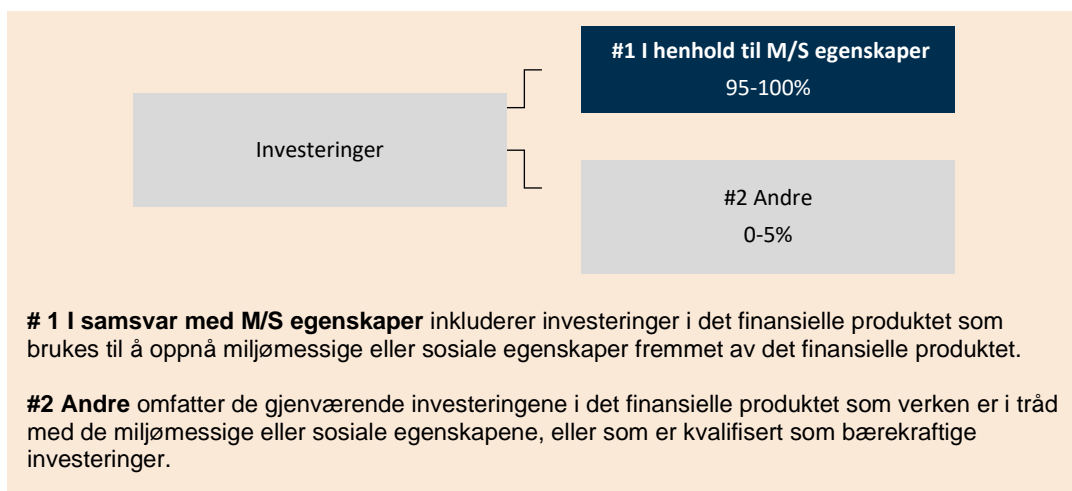 #1 I henhold til M/S egenskaper
95-100%
Investeringer
#2 Andre
0-5%
# 1 I samsvar med M/S egenskaper inkluderer investeringer i det finansielle produktet som
brukes til å oppnå miljømessige eller sosiale egenskaper fremmet av det finansielle produktet.
#2 Andre omfatter de gjenværende investeringene i det finansielle produktet som verken er i tråd
med de miljømessige eller sosiale egenskapene, eller som er kvalifisert som bærekraftige
investeringer.